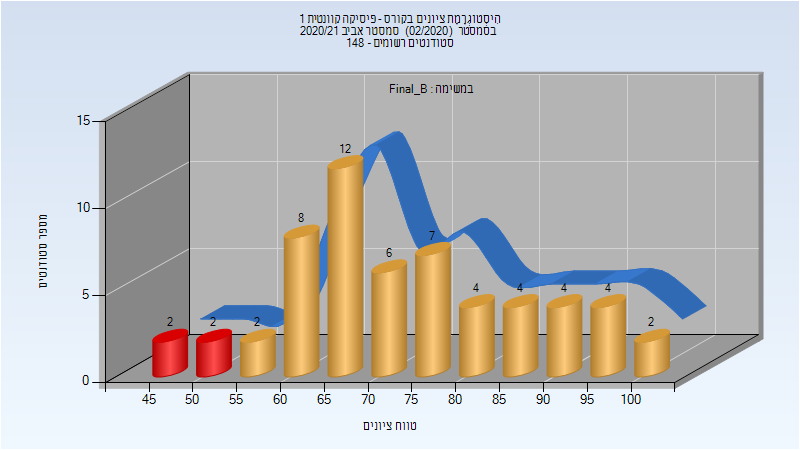 היסטוגרמת ציונים בקורס - פיסיקה קוונטית 1
בסמסטר (02/2020) סמסטר אביב 2020/21
סטודנטים רשומים - 148
במשימה : Final_B
15
10
5
0
מספר סטודנטים
2 2 2 8 12 6 7 4 4 4 4 2
45 50 55 60 65 70 75 80 85 90 95 100
טווח ציונים